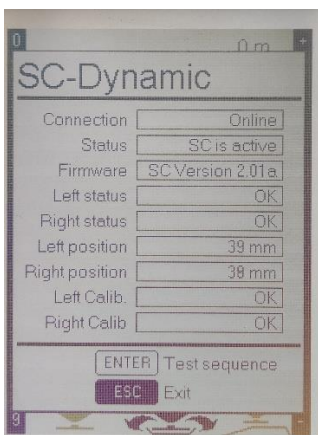 0
0 m
+
SC-Dynamic
Connection Online
Status SC is active
Firmware SC Version 2.01a
Left status OK
Right status OK
Left position 39 mm
Right position 38 mm
Left Calib. OK
Right Calib OK
ENTER Test sequence
ESC Exit
9
-